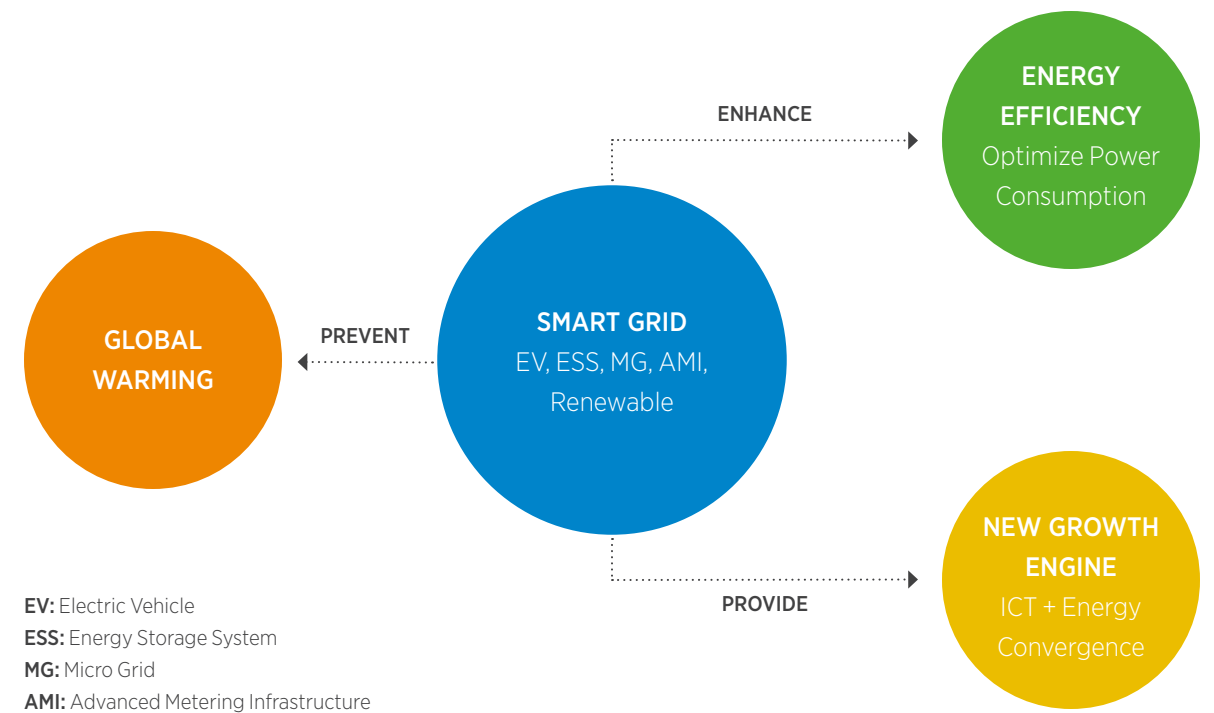 ENHANCE
ENERGY
EFFICIENCY
Optimize Power
Consumption
GLOBAL
WARMING
PREVENT
SMART GRID
EV, ESS, MG, AMI,
Renewable
PROVIDE
NEW GROWTH
ENGINE
ICT + Energy
Convergence
EV: Electric Vehicle
ESS: Energy Storage System
MG: Micro Grid
AMI: Advanced Metering Infrastructure